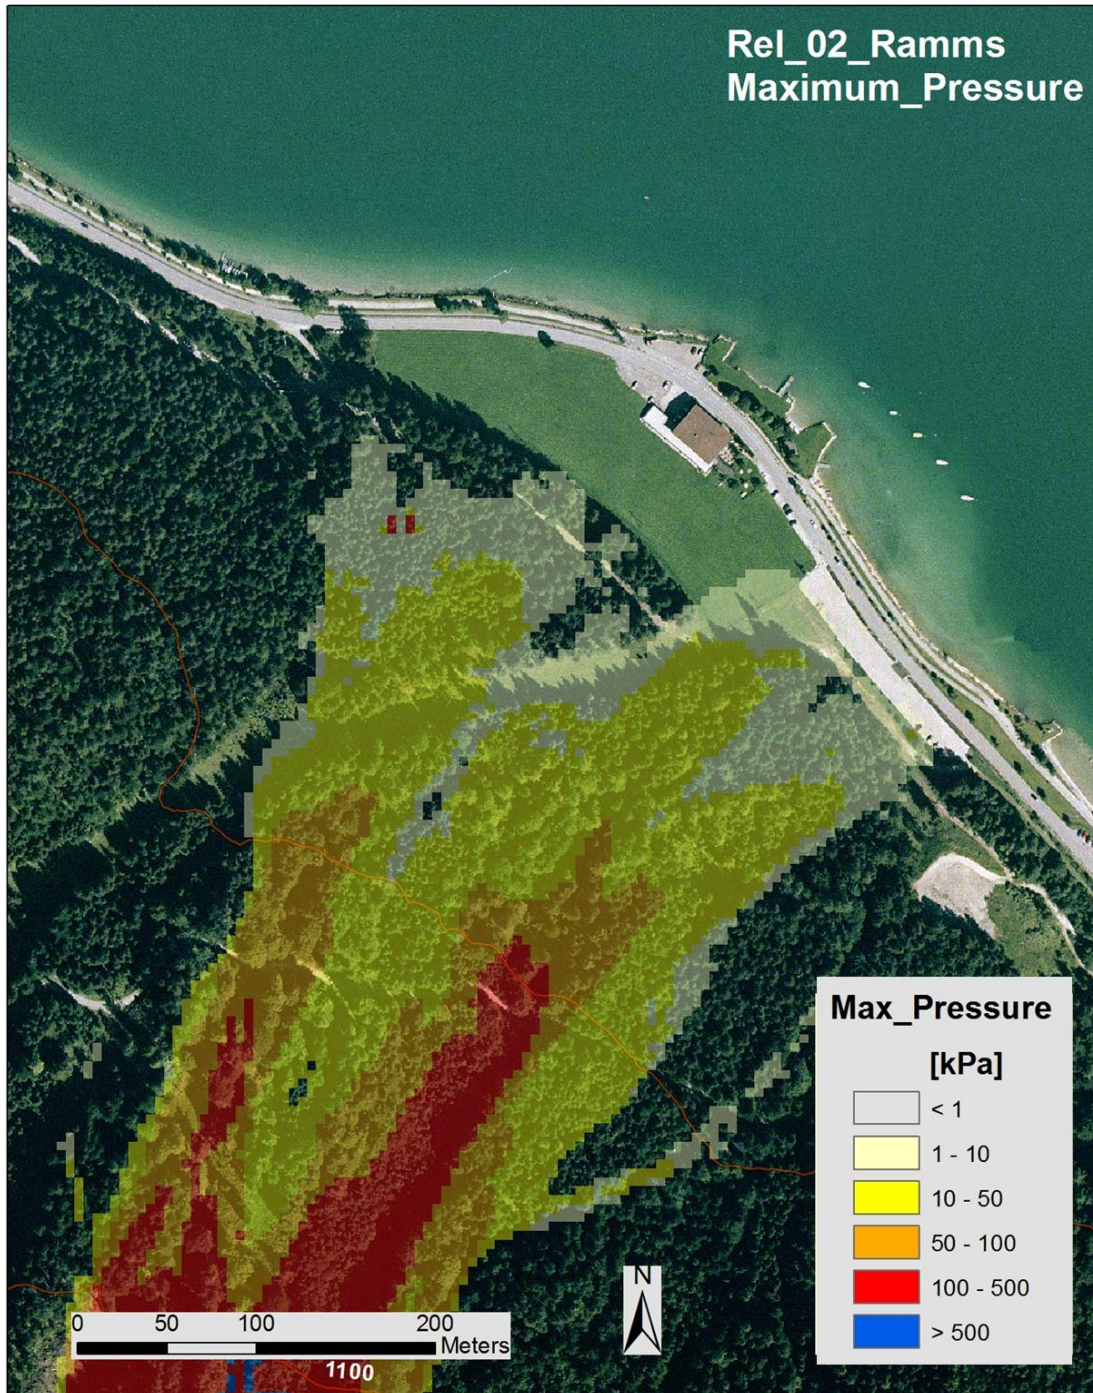 Rel_02_Ramms
Maximum_Pressure
Max_Pressure
[kPa]
< 1
1 - 10
10 - 50
50 - 100
100 - 500
> 500
N
0 50 100 200
Meters
1100